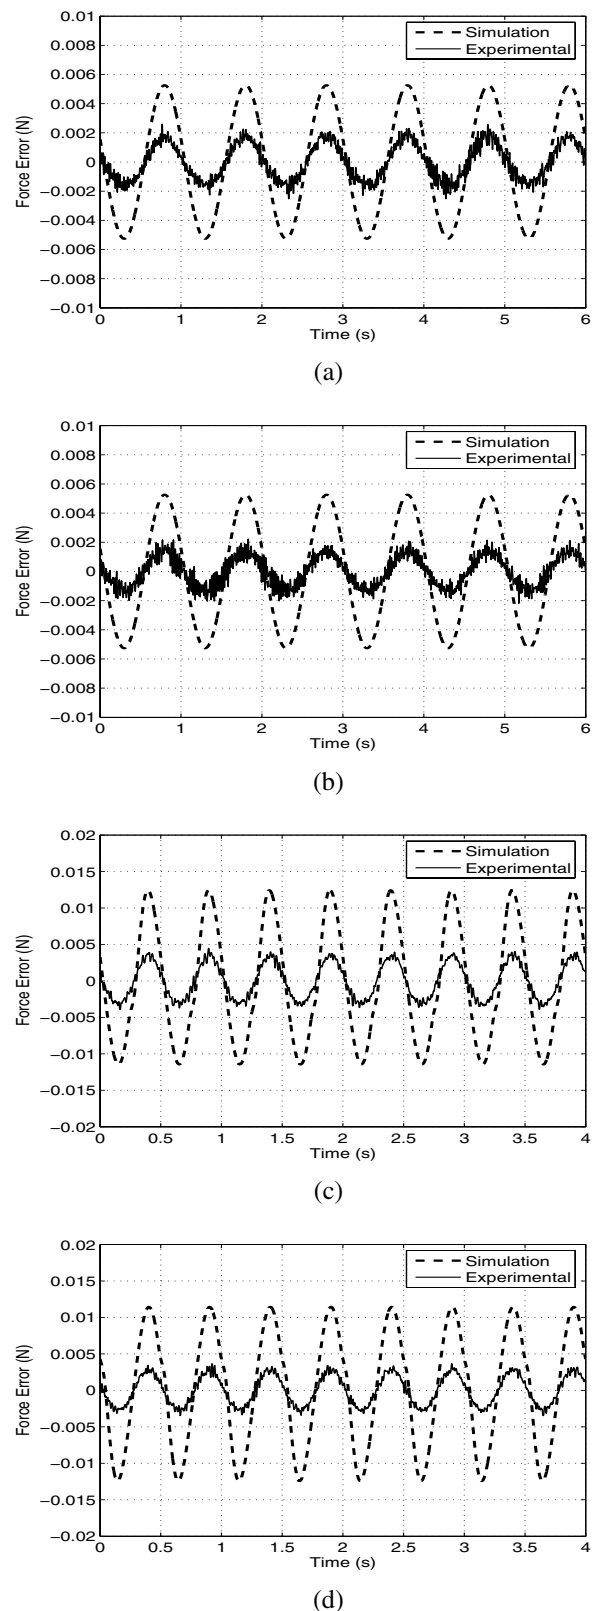 0.01
0.008
0.006
0.004
0.002
0
−0.002
−0.004
−0.006
−0.008
−0.01
Force Error (N)
Simulation
Experimental
0 1 2 3 4 5 6
Time (s)
(a)
0.01
0.008
0.006
0.004
0.002
0
−0.002
−0.004
−0.006
−0.008
−0.01
Force Error (N)
Simulation
Experimental
0 1 2 3 4 5 6
Time (s)
(b)
0.02
0.015
0.01
0.005
0
−0.005
−0.01
−0.015
−0.02
Force Error (N)
Simulation
Experimental
0 0.5 1 1.5 2 2.5 3 3.5 4
Time (s)
(c)
0.02
0.015
0.01
0.005
0
−0.005
−0.01
−0.015
−0.02
Force Error (N)
Simulation
Experimental
0 0.5 1 1.5 2 2.5 3 3.5 4
Time (s)
(d)